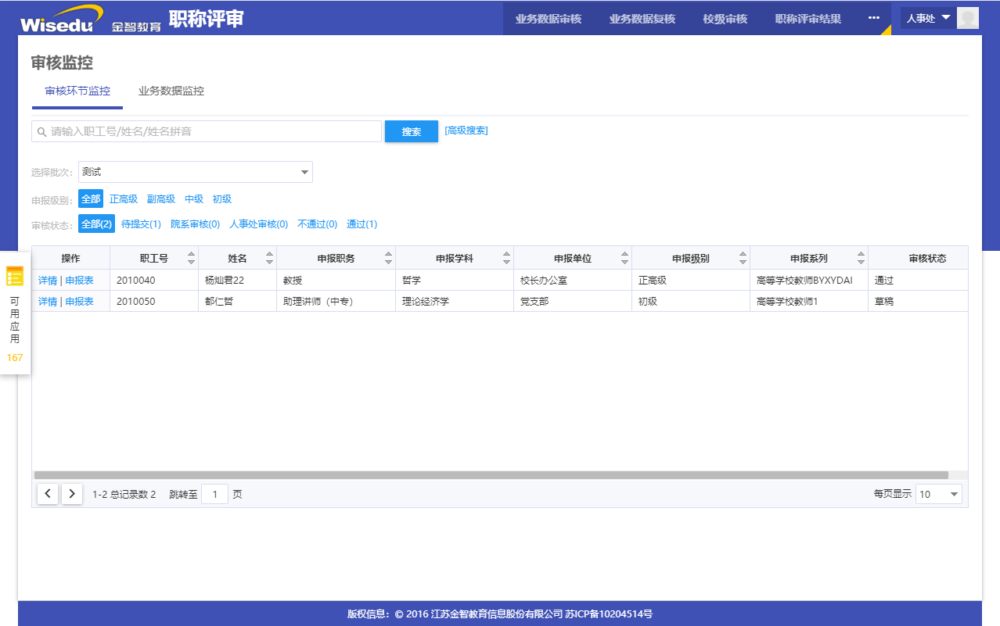 Wisedu 金智教育 职称评审 业务数据审核 业务数据复核 校级审核 职称评审结果 ··· 人事处
审核监控
审核环节监控 业务数据监控
请输入职工号/姓名/姓名拼音 搜索 [高级搜索]
选择批次: 测试
申报级别: 全部 正高级 副高级 中级 初级
审核状态: 全部(2) 待提交(1) 院系审核(0) 人事处审核(0) 不通过(0) 通过(1)
操作 职工号 姓名 申报职务 申报学科 申报单位 申报级别 申报系列 审核状态
详情 | 申报表 2010040 杨灿君22 教授 哲学 校长办公室 正高级 高等学校教师BYXYDAI 通过
详情 | 申报表 2010050 都仁哲 助理讲师（中专） 理论经济学 党支部 初级 高等学校教师1 草稿
可
用
应
用
167
1-2 总记录数 2 跳转至 1 页 每页显示 10
版权信息：© 2016 江苏金智教育信息股份有限公司 苏ICP备10204514号